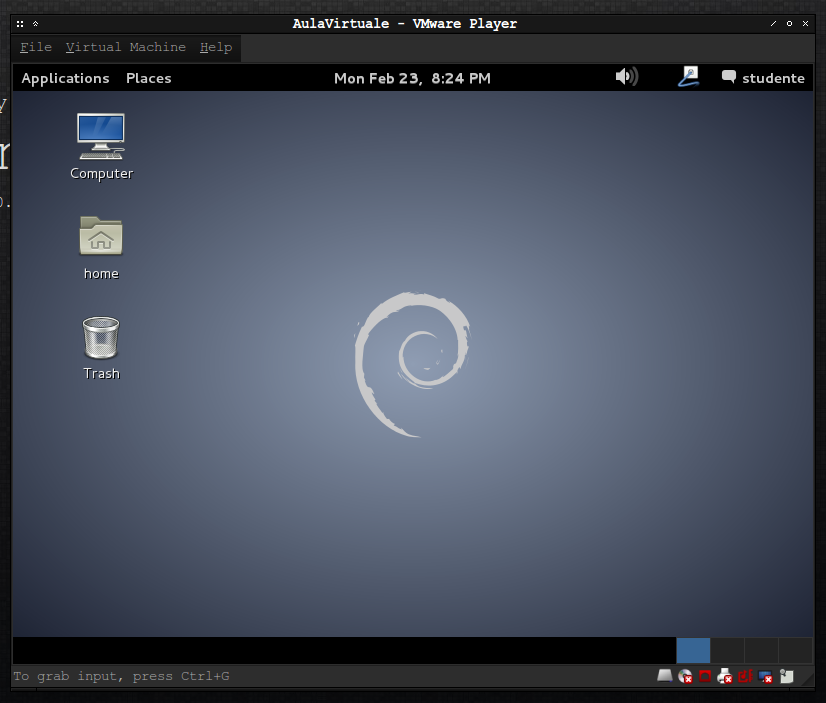 AulaVirtuale - VMware Player
File Virtual Machine Help
Applications Places Mon Feb 23, 8:24 PM studente
Computer
home
Trash
To grab input, press Ctrl+G